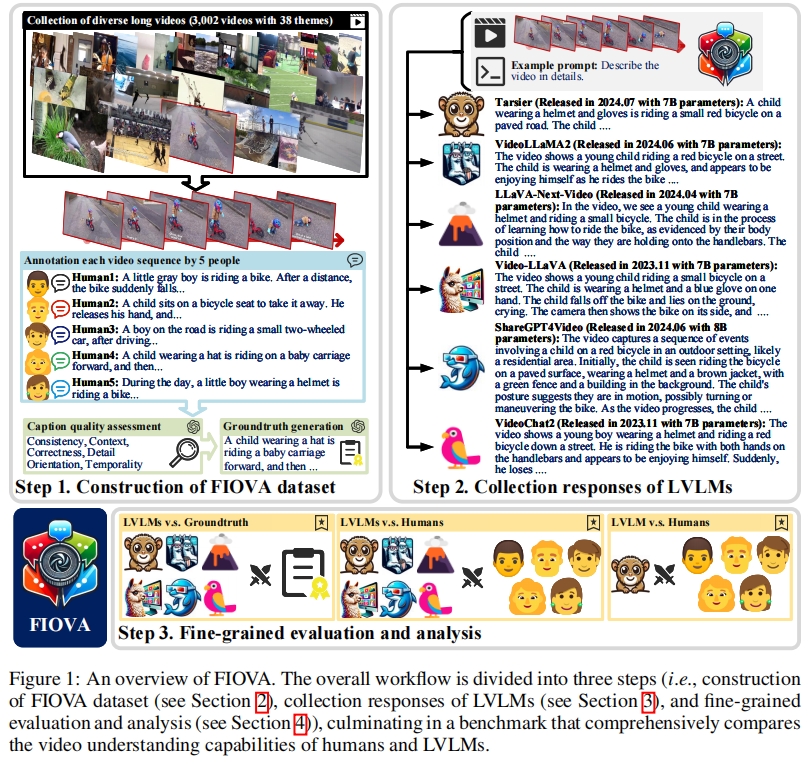 Collection of diverse long videos (3,002 videos with 38 themes)
Annotation each video sequence by 5 people
Human1: A little gray boy is riding a bike. After a distance,
the bike suddenly falls...
Human2: A child sits on a bicycle seat to take it away. He
releases his hand, and...
Human3: A boy on the road is riding a small two-wheeled
car, after driving...
Human4: A child wearing a hat is riding on a baby carriage
forward, and then...
Human5: During the day, a little boy wearing a helmet is
riding a bike...
Caption quality assessment
Consistency, Context,
Correctness, Detail
Orientation, Temporality
Groundtruth generation
A child wearing a hat is
riding a baby carriage
forward, and then ...
Step 1. Construction of FIOVA dataset
Example prompt: Describe the
video in details.
Tarsier (Released in 2024.07 with 7B parameters): A child
wearing a helmet and gloves is riding a small red bicycle on a
paved road. The child ....
VideoLLaMA2 (Released in 2024.06 with 7B parameters):
The video shows a young child riding a red bicycle on a street.
The child is wearing a helmet and gloves, and appears to be
enjoying himself as he rides the bike ....
LLaVA-Next-Video (Released in 2024.04 with 7B
parameters): In the video, we see a young child wearing a
helmet and riding a small bicycle. The child is in the process
of learning how to ride the bike, as evidenced by their body
position and the way they are holding onto the handlebars. The
child ....
Video-LLaVA (Released in 2023.11 with 7B parameters):
The video shows a young child riding a small bicycle on a
street. The child is wearing a helmet and a blue glove on one
hand. The child falls off the bike and lies on the ground,
crying. The camera then shows the bike on its side, and ....
ShareGPT4Video (Released in 2024.06 with 8B
parameters): The video captures a sequence of events
involving a child on a red bicycle in an outdoor setting, likely
a residential area. Initially, the child is seen riding the bicycle
on a paved surface, wearing a helmet and a brown jacket, with
a green fence and a building in the background. The child's
posture suggests they are in motion, possibly turning or
maneuvering the bike. As the video progresses, the child ....
VideoChat2 (Released in 2023.11 with 7B parameters): The
video shows a young boy wearing a helmet and riding a red
bicycle down a street. He is riding the bike with both hands on
the handlebars and appears to be enjoying himself. Suddenly,
he loses ....
Step 2. Collection responses of LVLMs
FIOVA
LVLMs v.s. Groundtruth
LVLMs v.s. Humans
LVLM v.s. Humans
Step 3. Fine-grained evaluation and analysis
Figure 1: An overview of FIOVA. The overall workflow is divided into three steps (i.e., construction
of FIOVA dataset (see Section 2), collection responses of LVLMs (see Section 3), and fine-grained
evaluation and analysis (see Section 4)), culminating in a benchmark that comprehensively compares
the video understanding capabilities of humans and LVLMs.